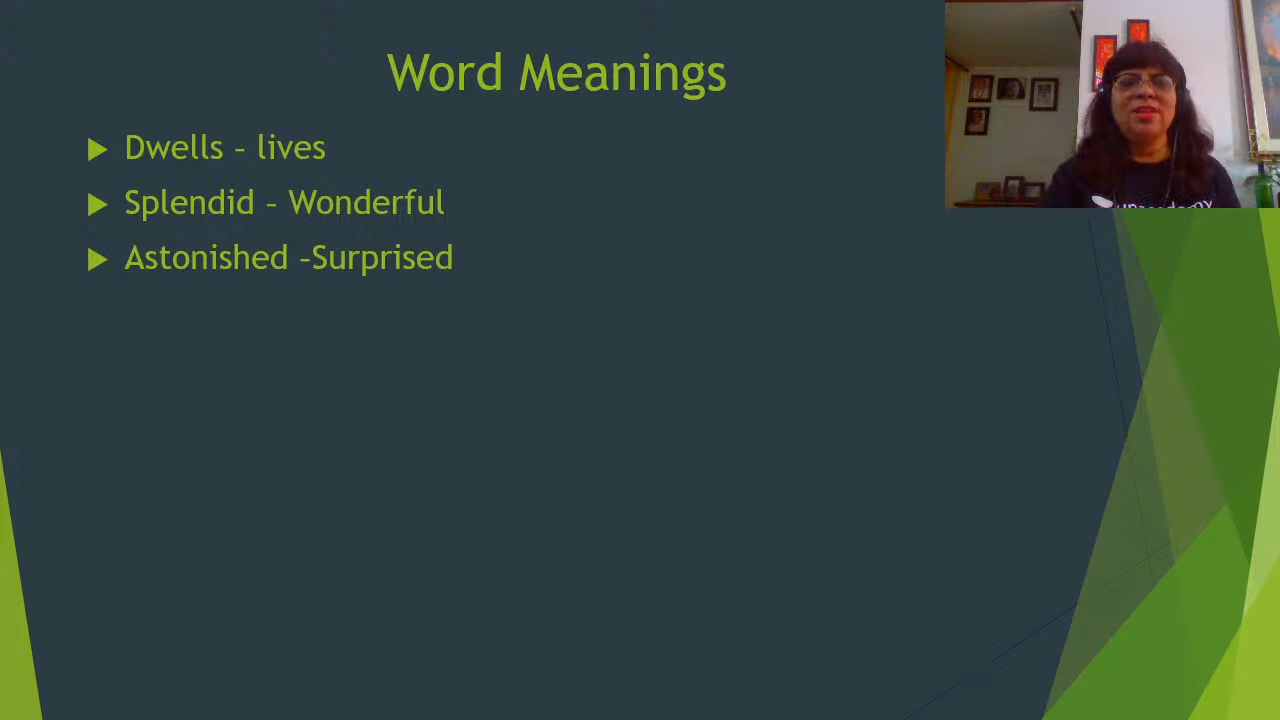 Word Meanings
Dwells – lives
Splendid – Wonderful
Astonished –Surprised